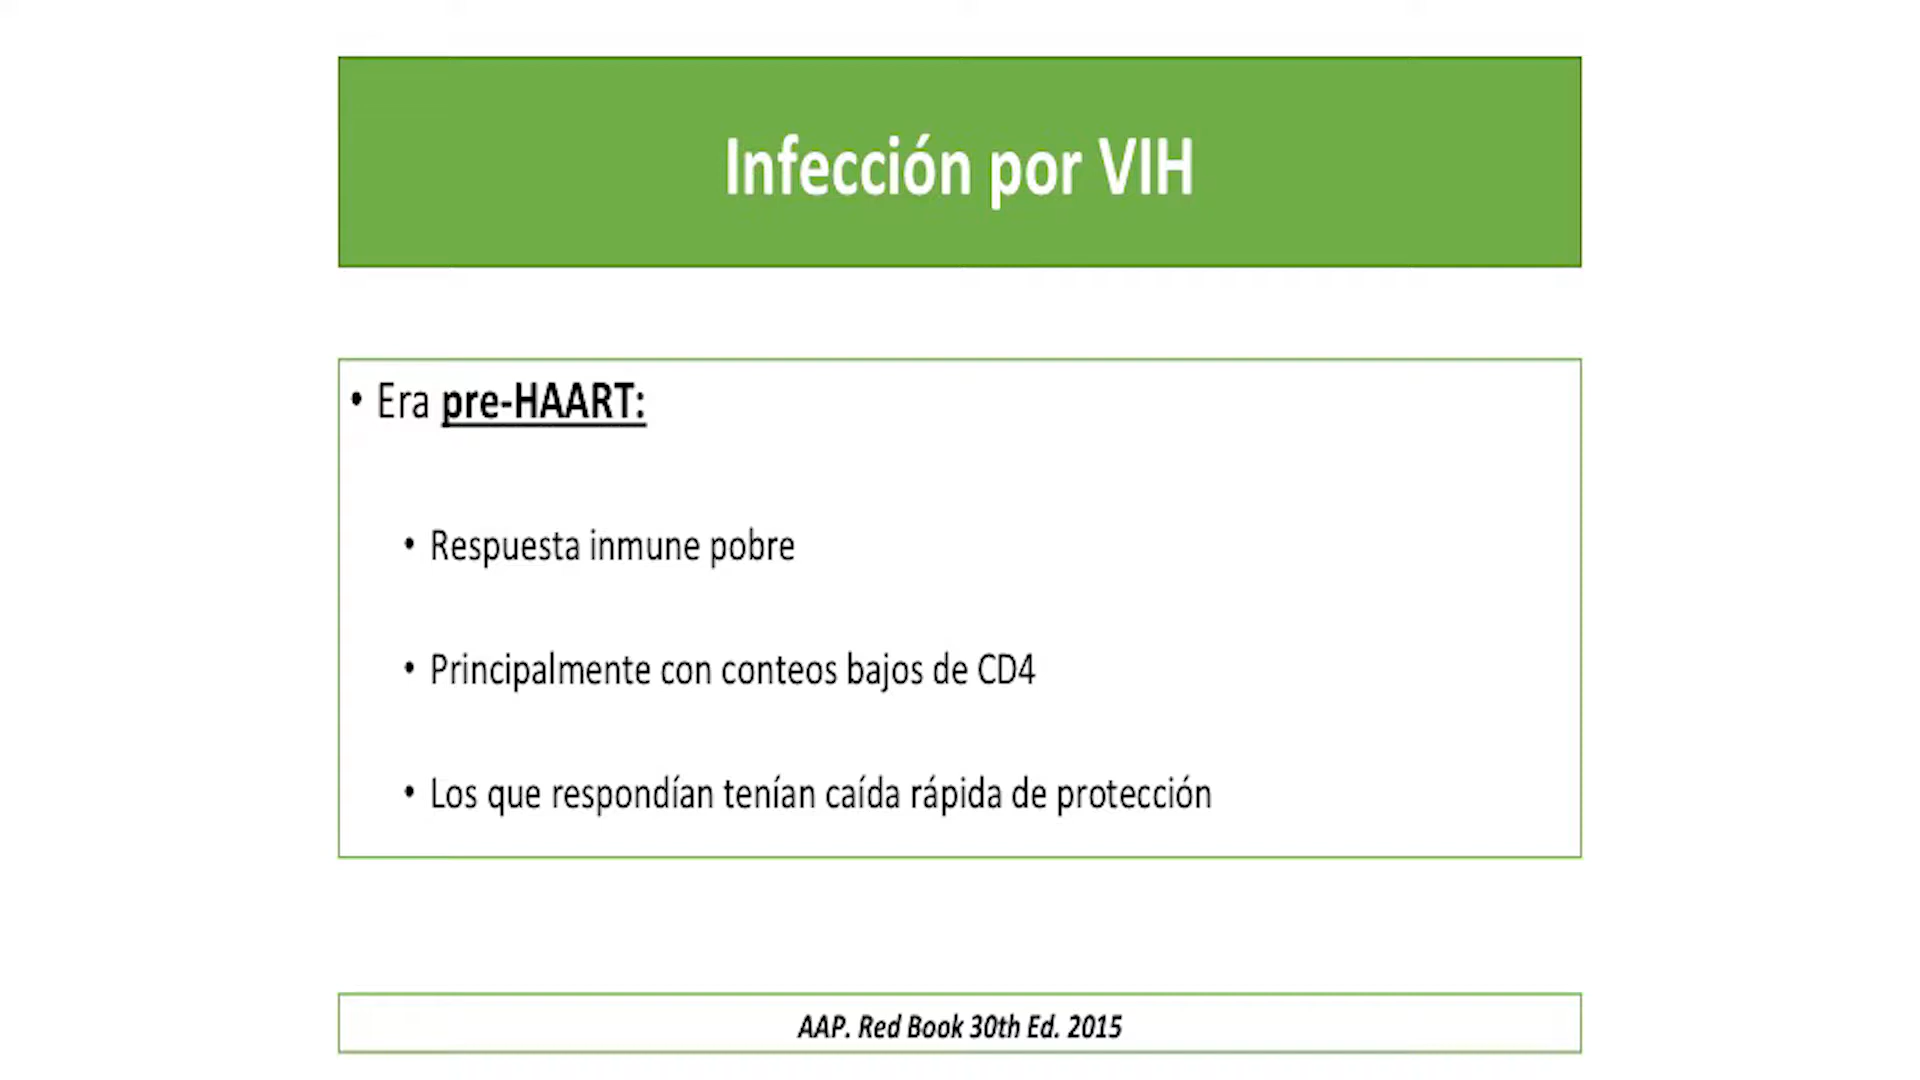 Infección por VIH
• Era pre-HAART:
• Respuesta inmune pobre
• Principalmente con conteos bajos de CD4
• Los que respondían tenían caída rápida de protección
AAP. Red Book 30th Ed. 2015